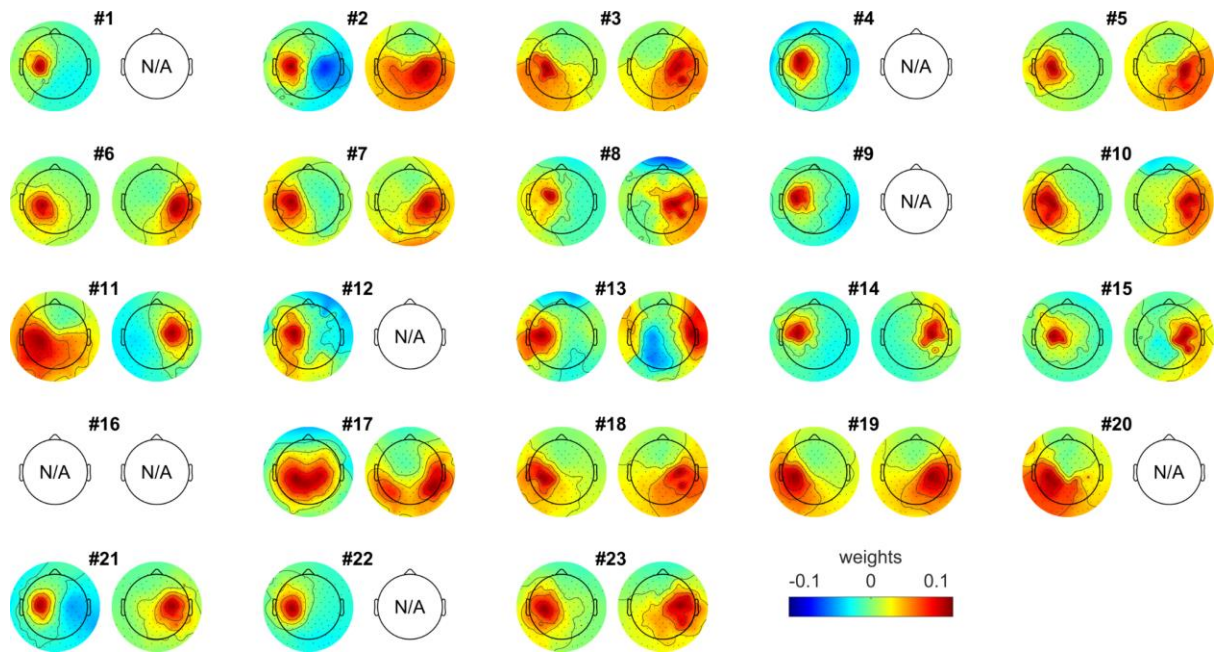 #1 #2 #3 #4 #5
N/A N/A
#6 #7 #8 #9 #10
N/A
#11 #12 #13 #14 #15
N/A
#16 #17 #18 #19 #20
N/A N/A N/A
#21 #22 #23 weights
N/A -0.1 0 0.1